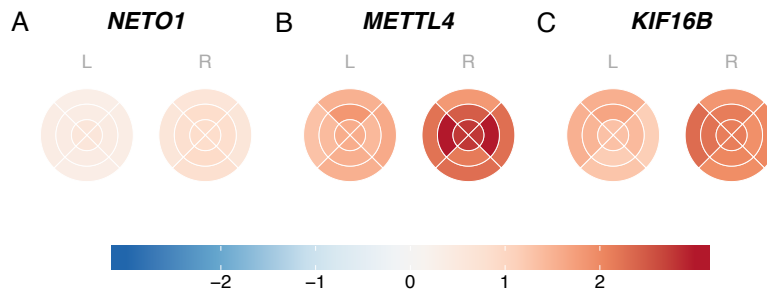 A NETO1 B METTL4 C KIF16B
L R L R L R
−2 −1 0 1 2